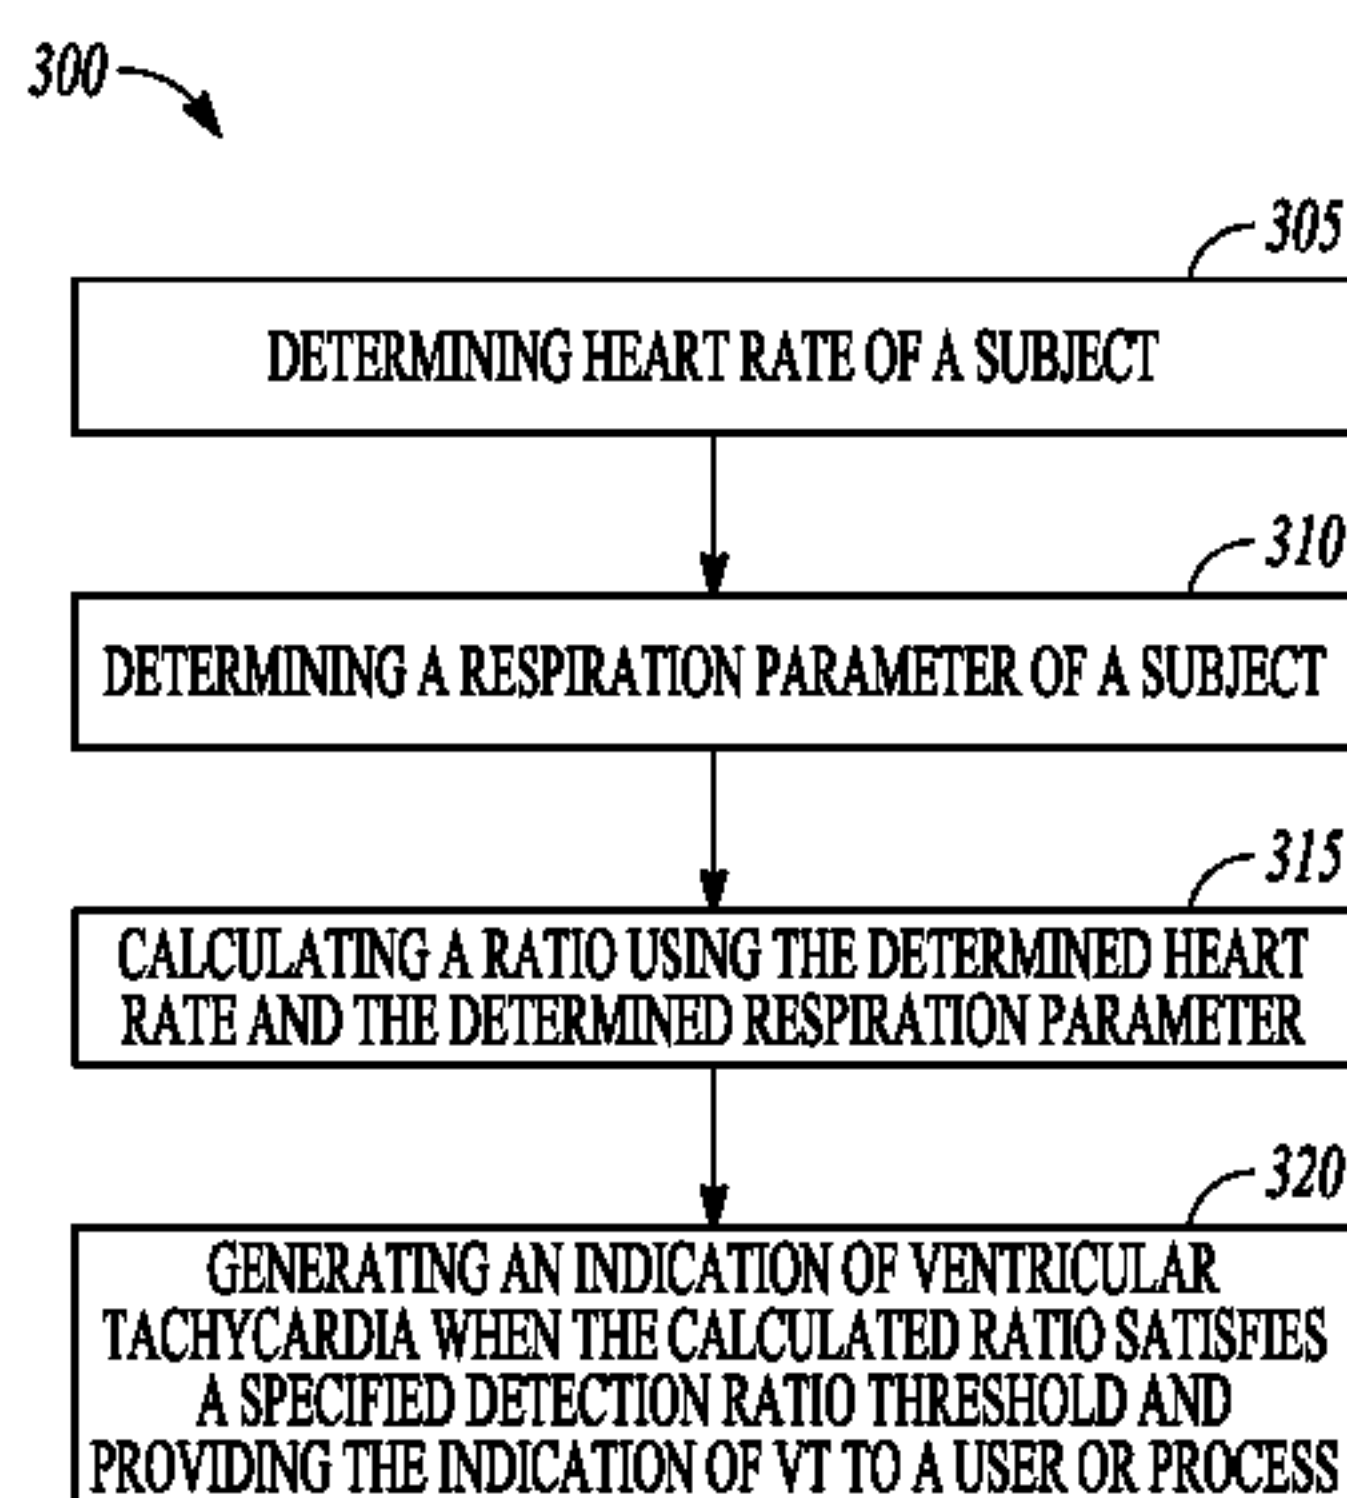 300
305
DETERMINING HEART RATE OF A SUBJECT
310
DETERMINING A RESPIRATION PARAMETER OF A SUBJECT
315
CALCULATING A RATIO USING THE DETERMINED HEART
RATE AND THE DETERMINED RESPIRATION PARAMETER
320
GENERATING AN INDICATION OF VENTRICULAR
TACHYCARDIA WHEN THE CALCULATED RATIO SATISFIES
A SPECIFIED DETECTION RATIO THRESHOLD AND
PROVIDING THE INDICATION OF VT TO A USER OR PROCESS